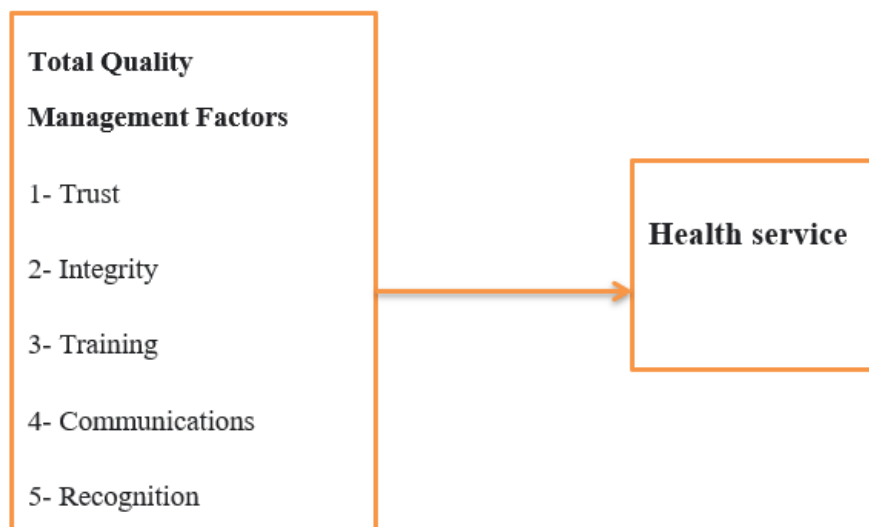 Total Quality
Management Factors
1- Trust
2- Integrity
3- Training
4- Communications
5- Recognition
Health service